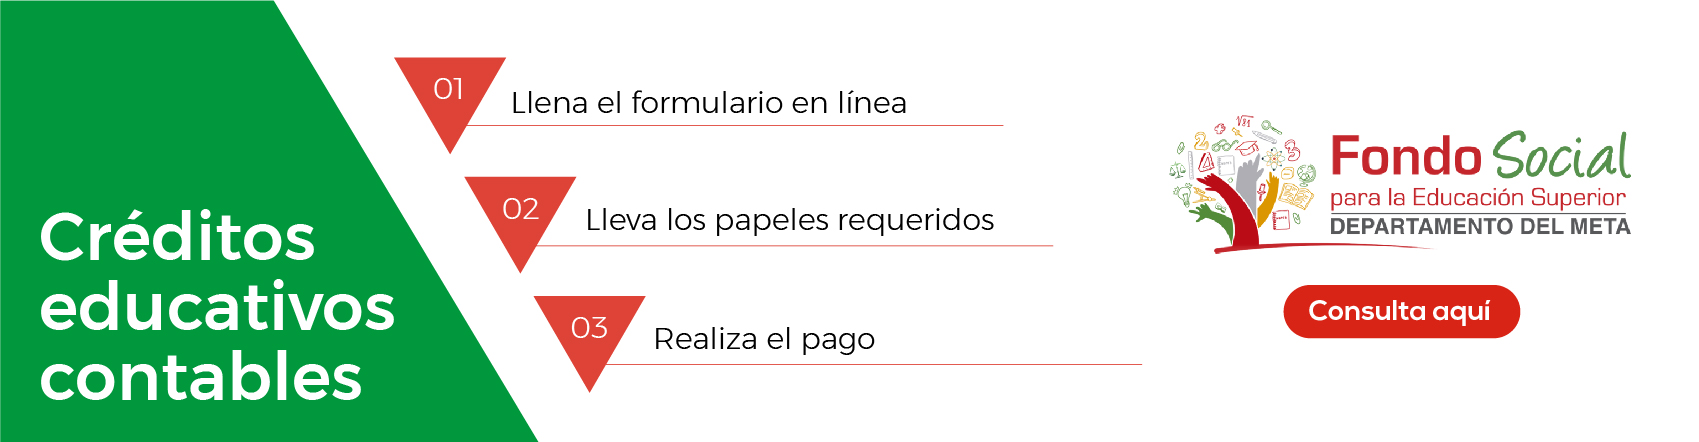 Créditos
educativos
contables
01
Llena el formulario en línea
02
Lleva los papeles requeridos
03
Realiza el pago
Fondo Social
para la Educación Superior
DEPARTAMENTO DEL META
Consulta aquí